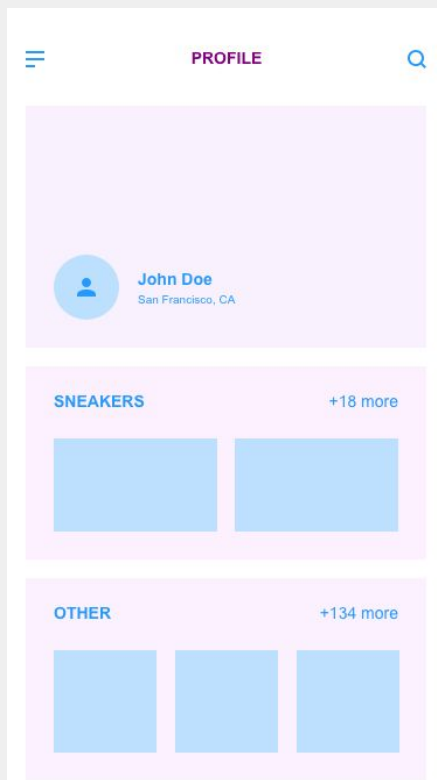 PROFILE
John Doe
San Francisco, CA
SNEAKERS
+18 more
OTHER
+134 more